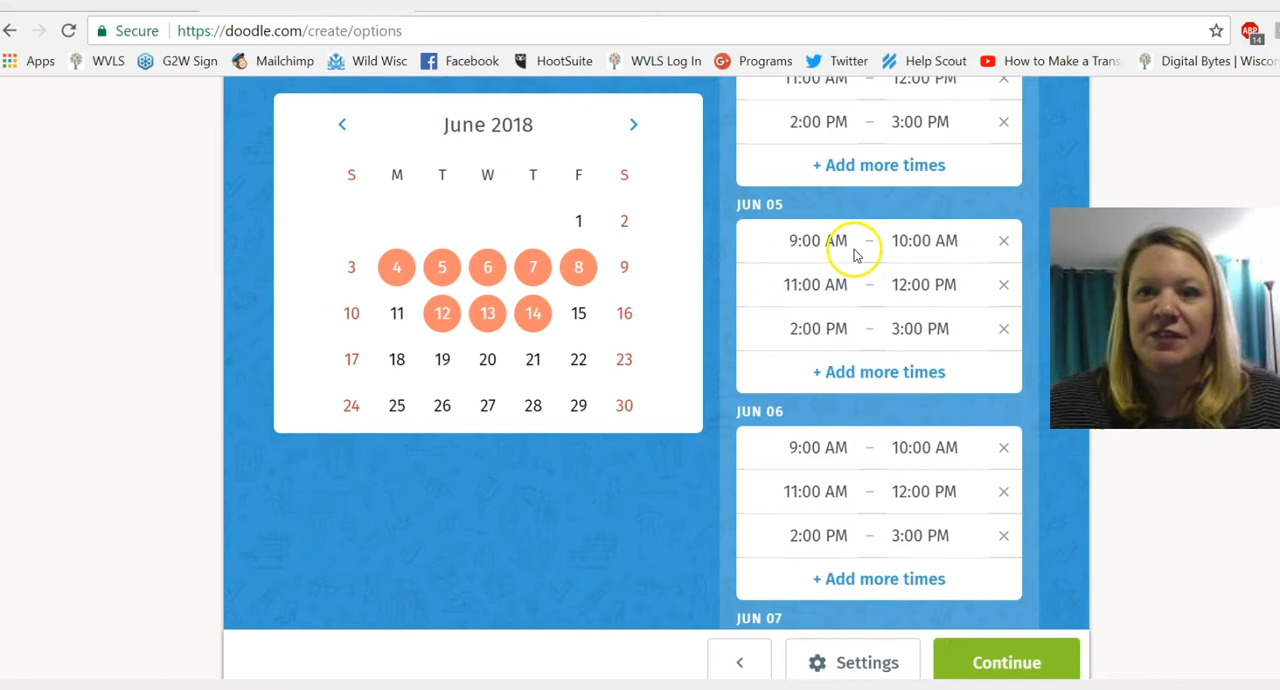 Secure https://doodle.com/create/options
14
Apps WVLS G2W Sign Mailchimp Wild Wisc Facebook HootSuite WVLS Log In Programs Twitter Help Scout How to Make a Trans Digital Bytes | Wiscon
June 2018
S M T W T F S
1 2
3 4 5 6 7 8 9
10 11 12 13 14 15 16
17 18 19 20 21 22 23
24 25 26 27 28 29 30
11:00 AM – 12:00 PM ×
2:00 PM – 3:00 PM ×
+ Add more times
JUN 05
9:00 AM – 10:00 AM ×
11:00 AM – 12:00 PM ×
2:00 PM – 3:00 PM ×
+ Add more times
JUN 06
9:00 AM – 10:00 AM ×
11:00 AM – 12:00 PM ×
2:00 PM – 3:00 PM ×
+ Add more times
JUN 07
Settings
Continue